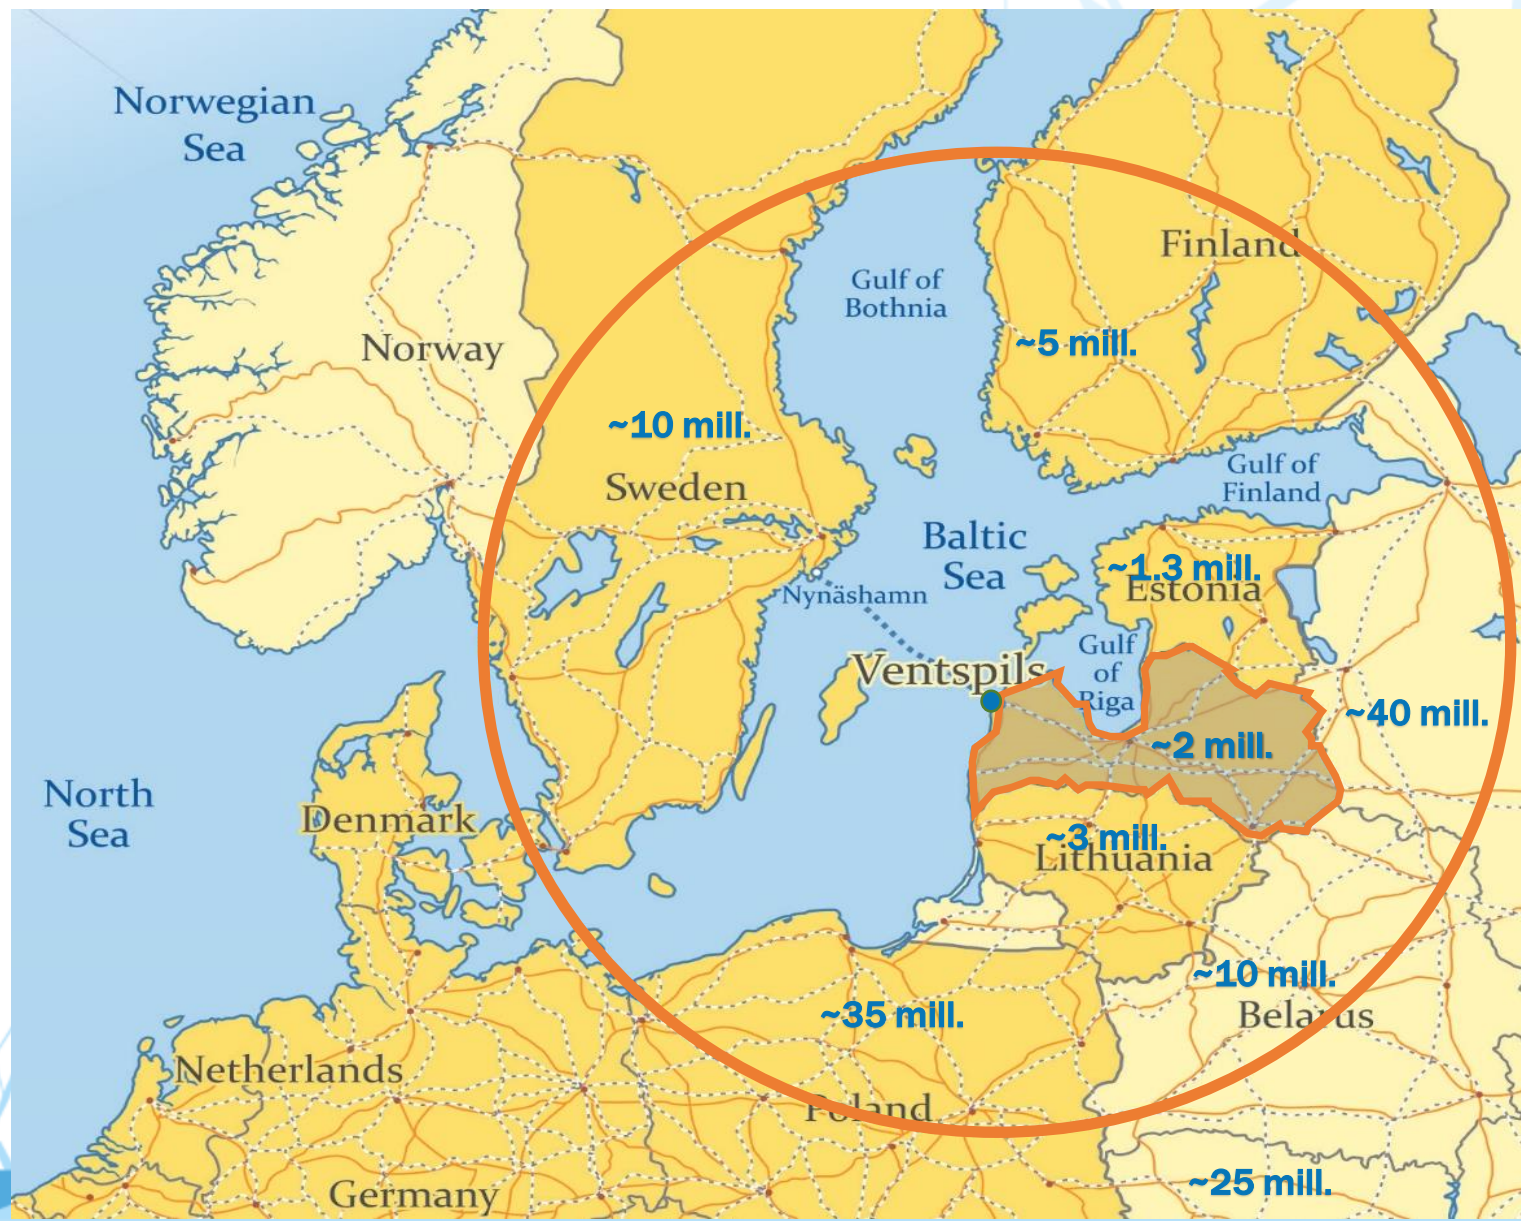 Norwegian
Sea
Finland
Gulf of
Bothnia
~5 mill.
Norway
~10 mill.
Sweden
Gulf of
Finland
Baltic
Sea
~1.3 mill.
Estonia
Nynäshamn
Gulf
of
Riga
Ventspils
~40 mill.
~2 mill.
North
Sea
Denmark
~3 mill.
Lithuania
~10 mill.
Belarus
~35 mill.
Netherlands
Poland
Germany
~25 mill.